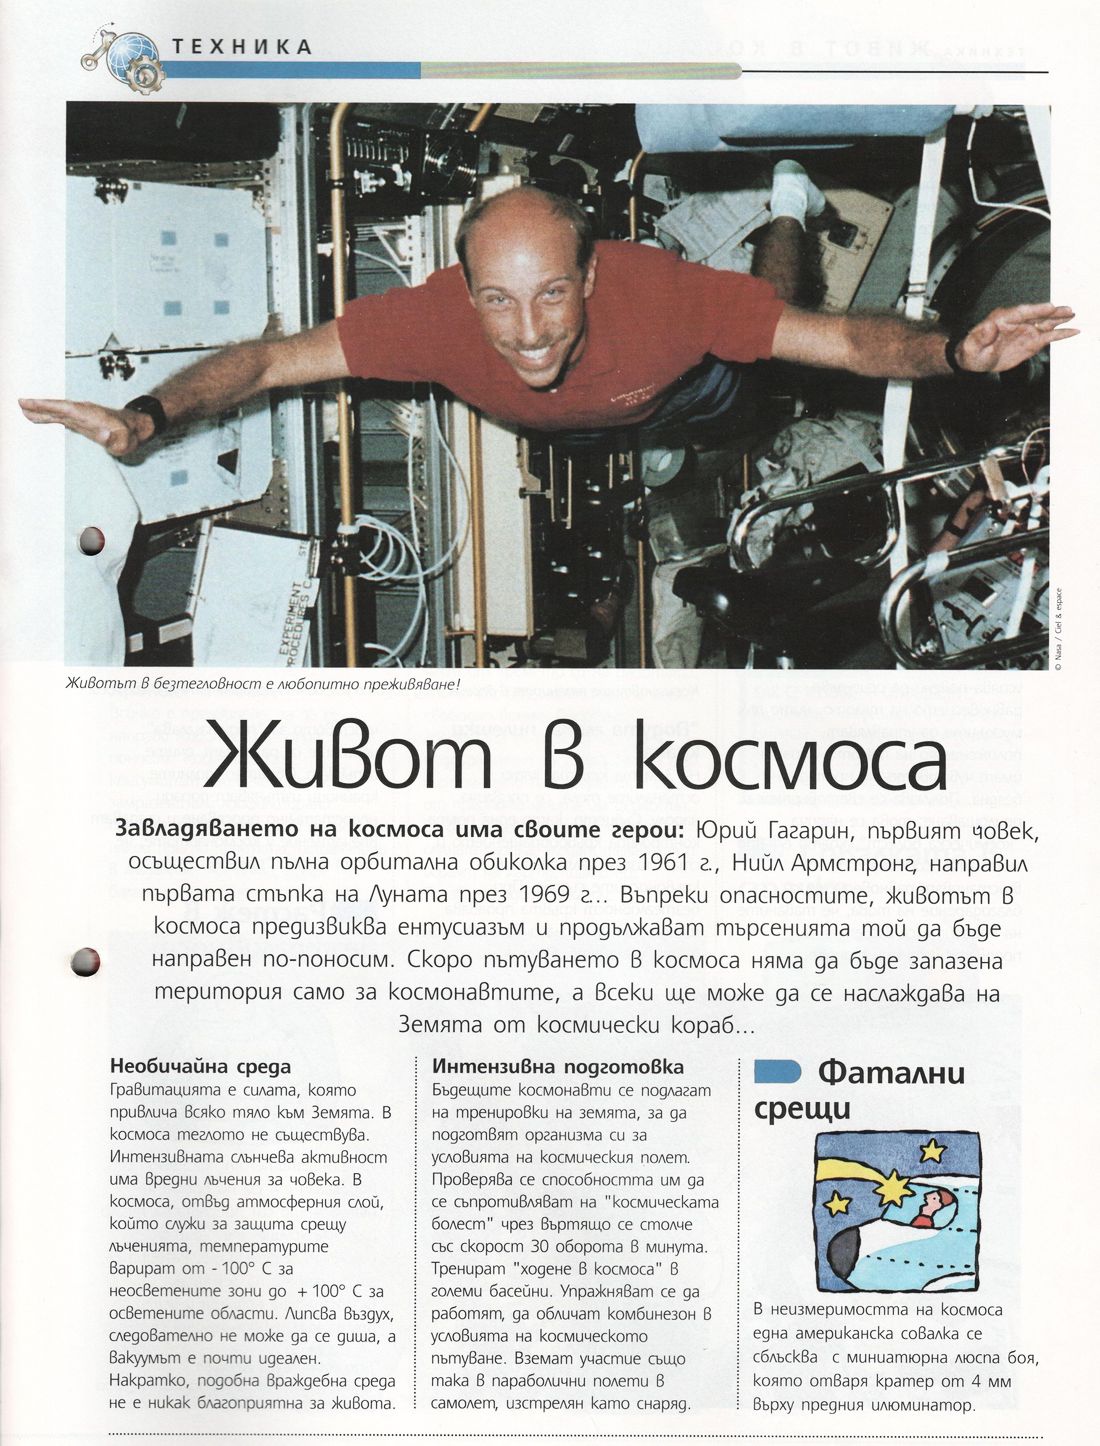 ТЕХНИКА
EXPERIMENT
PROCEDURES C
© Nasa / Ciel & espace
Животът в безтегловност е любопитно преживяване!
Живот в космоса
Завладяването на космоса има своите герои: Юрий Гагарин, първият човек,
осъществил пълна орбитална обиколка през 1961 г., Нийл Армстронг, направил
първата стъпка на Луната през 1969 г... Въпреки опасностите, животът в
космоса предизвиква ентусиазъм и продължават търсенията той да бъде
направен по-поносим. Скоро пътуването в космоса няма да бъде запазена
територия само за космонавтите, а всеки ще може да се наслаждава на
Земята от космически кораб...
Необичайна среда
Гравитацията е силата, която
привлича всяко тяло към Земята. В
космоса теглото не съществува.
Интензивната слънчева активност
има вредни лъчения за човека. В
космоса, отвъд атмосферния слой,
който служи за защита срещу
лъченията, температурите
варират от - 100° С за
неосветените зони до + 100° С за
осветените области. Липсва въздух,
следователно не може да се диша, а
вакуумът е почти идеален.
Накратко, подобна враждебна среда
не е никак благоприятна за живота.
Интензивна подготовка
Бъдещите космонавти се подлагат
на тренировки на земята, за да
подготвят организма си за
условията на космическия полет.
Проверява се способността им да
се съпротивляват на "космическата
болест" чрез въртящо се столче
със скорост 30 оборота в минута.
Тренират "ходене в космоса" в
големи басейни. Упражняват се да
работят, да обличат комбинезон в
условията на космическото
пътуване. Вземат участие също
така в параболични полети в
самолет, изстрелян като снаряд.
Фатални
срещи
В неизмеримостта на космоса
една американска совалка се
сблъсква с миниатюрна люспа боя,
която отваря кратер от 4 мм
върху предния илюминатор.